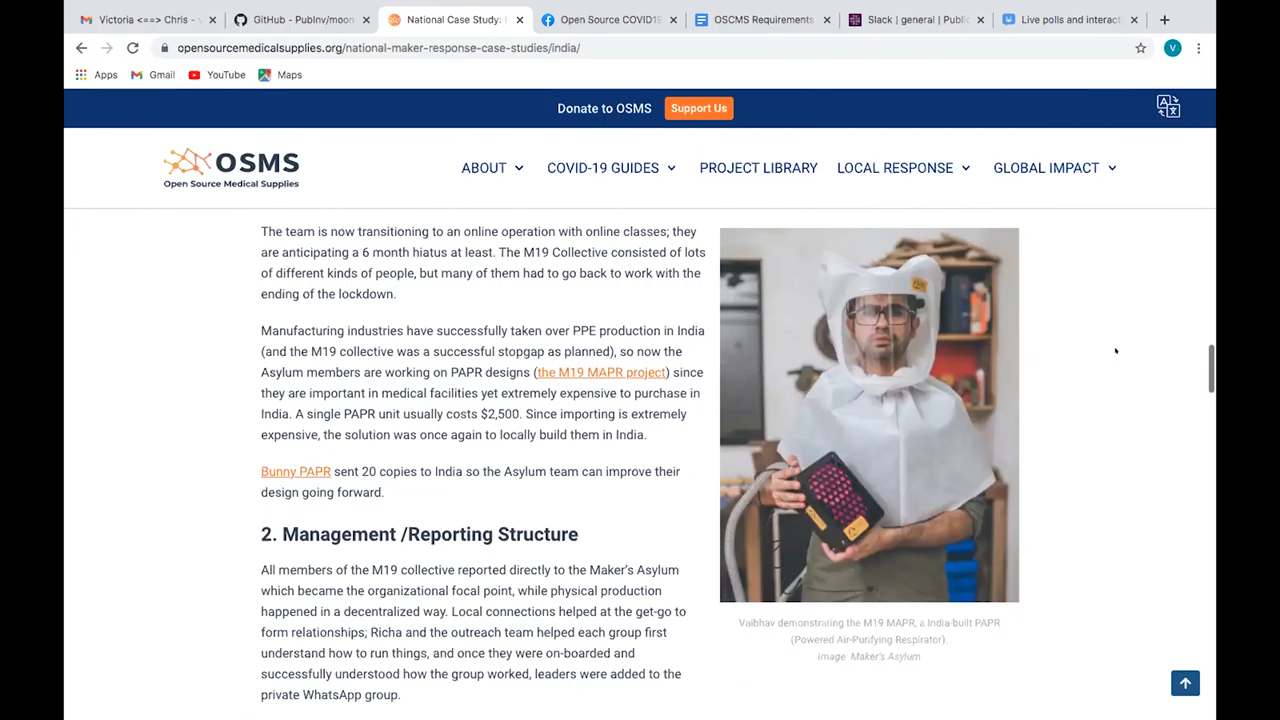 Victoria <==> Chris - v
GitHub - PubInv/moon
National Case Study: I
Open Source COVID19
OSCMS Requirements
Slack | general | Public
Live polls and interact
opensourcemedicalsupplies.org/national-maker-response-case-studies/india/
V
Apps
Gmail
YouTube
Maps
Donate to OSMS
Support Us
OSMS
Open Source Medical Supplies
ABOUT
COVID-19 GUIDES
PROJECT LIBRARY
LOCAL RESPONSE
GLOBAL IMPACT
The team is now transitioning to an online operation with online classes; they
are anticipating a 6 month hiatus at least. The M19 Collective consisted of lots
of different kinds of people, but many of them had to go back to work with the
ending of the lockdown.
Manufacturing industries have successfully taken over PPE production in India
(and the M19 collective was a successful stopgap as planned), so now the
Asylum members are working on PAPR designs (the M19 MAPR project) since
they are important in medical facilities yet extremely expensive to purchase in
India. A single PAPR unit usually costs $2,500. Since importing is extremely
expensive, the solution was once again to locally build them in India.
Bunny PAPR sent 20 copies to India so the Asylum team can improve their
design going forward.
2. Management /Reporting Structure
All members of the M19 collective reported directly to the Maker's Asylum
which became the organizational focal point, while physical production
happened in a decentralized way. Local connections helped at the get-go to
form relationships; Richa and the outreach team helped each group first
understand how to run things, and once they were on-boarded and
successfully understood how the group worked, leaders were added to the
private WhatsApp group.
Vaibhav demonstrating the M19 MAPR, a India-built PAPR
(Powered Air-Purifying Respirator).
Image: Maker's Asylum